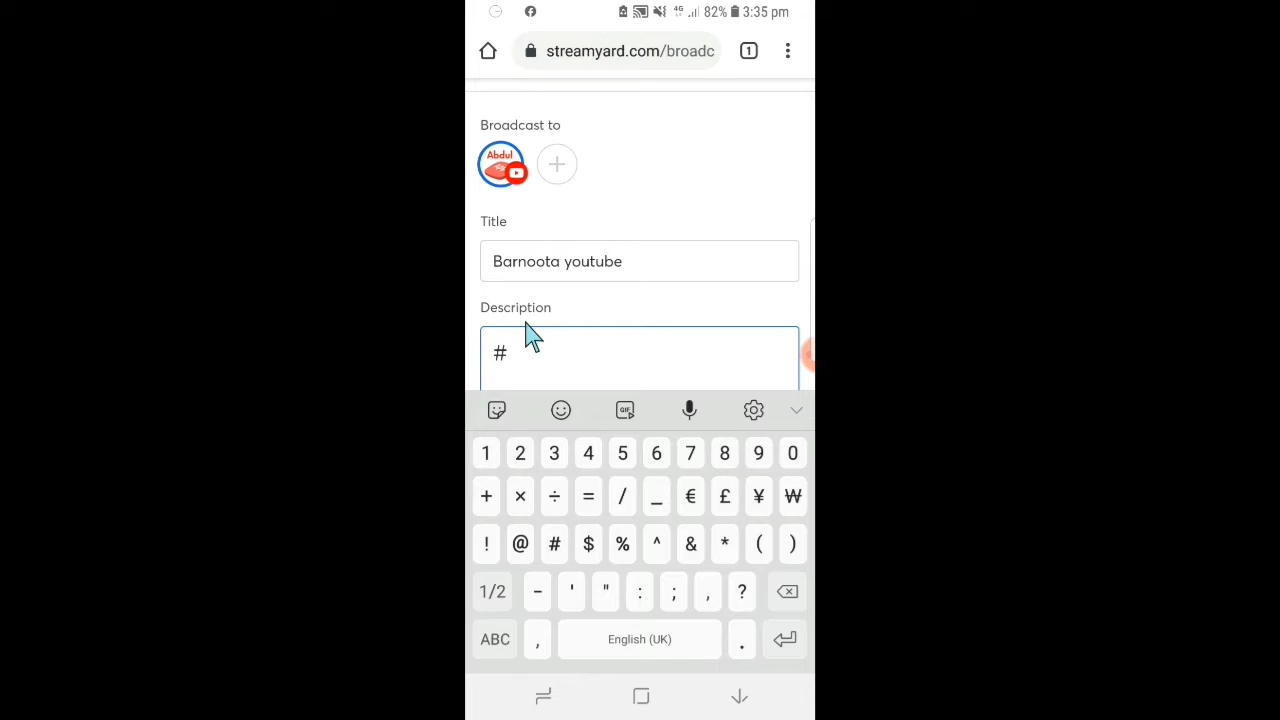 82% 3:35 pm
streamyard.com/broadc 1
Broadcast to
Abdul
Title
Barnoota youtube
Description
#
GIF
1 2 3 4 5 6 7 8 9 0
+ × ÷ = / _ € £ ¥ ₩
! @ # $ % ^ & * ( )
1/2 - ' " : ; , ?
ABC , English (UK) .